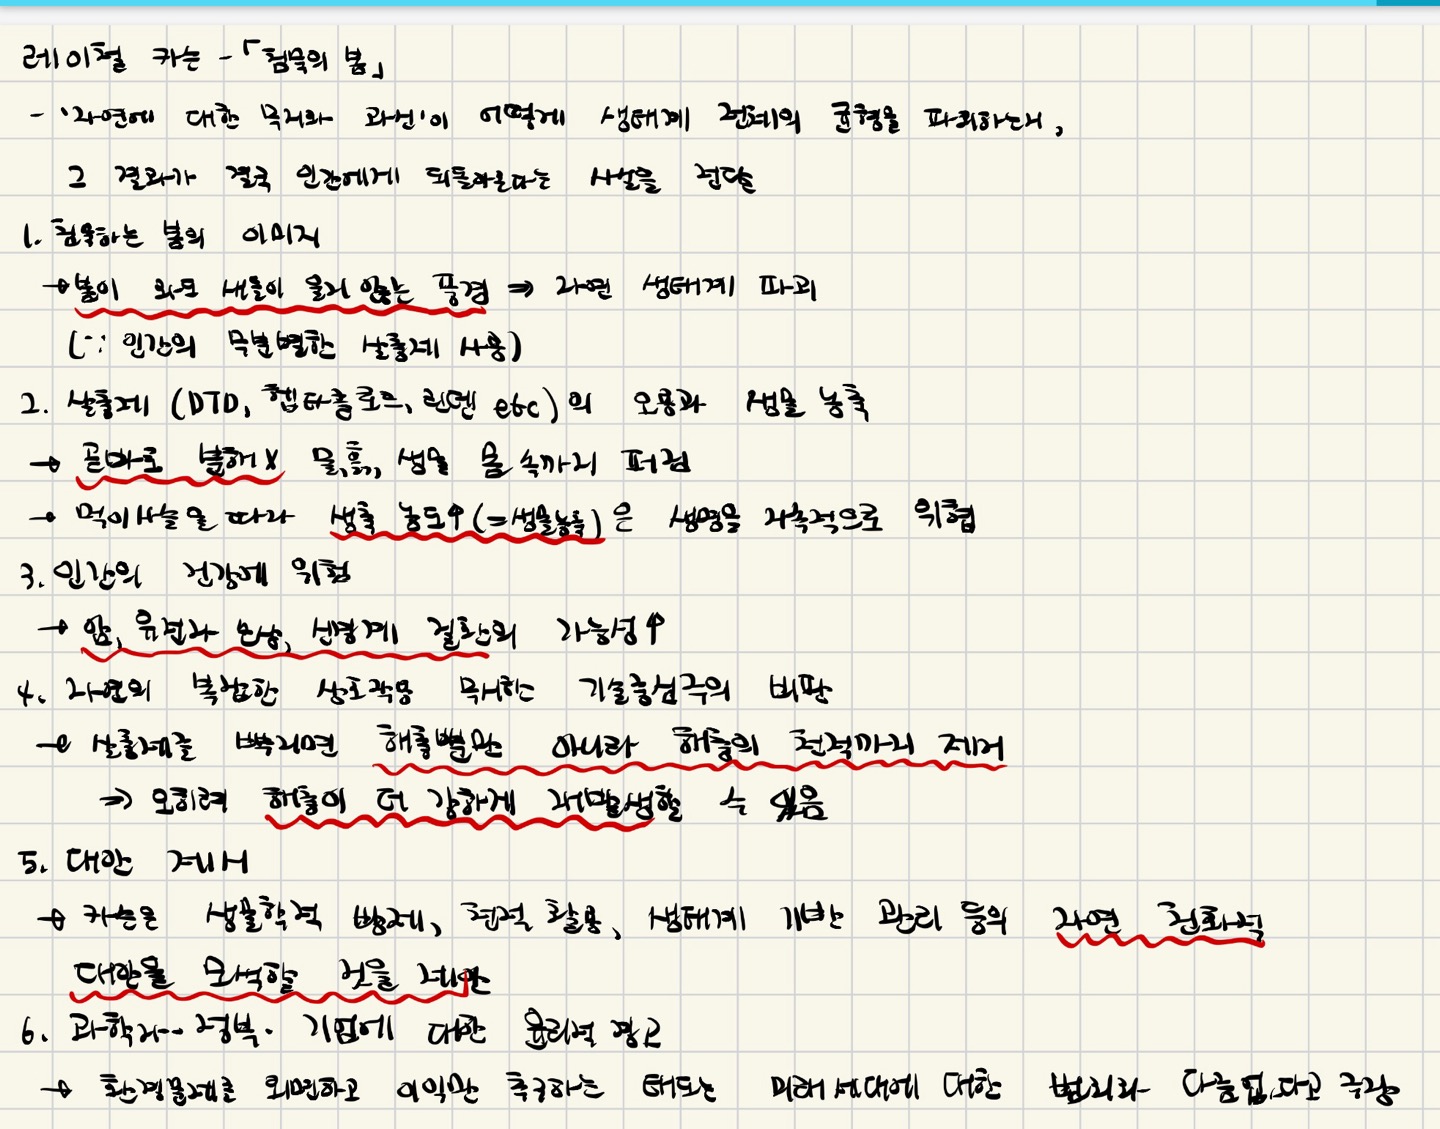 레이첼 카슨 - 「침묵의 봄」
- '자연에 대한 무지와 과신'이 어떻게 생태계 전체의 균형을 파괴하는지,
그 결과가 결국 인간에게 되돌아온다는 사실을 전달
1. 침묵하는 봄의 이미지
→ 봄이 와도 새들이 울지 않는 풍경 ⇒ 자연 생태계 파괴
(∵ 인간의 무분별한 살충제 사용)
2. 살충제 (DTD, 헵타클로르, 린덴 etc)의 오용과 생물 농축
→ 곧바로 분해 X 물, 흙, 생물 몸 속까지 퍼짐
→ 먹이사슬을 따라 생축 농도↑ (=생물농축)은 생명을 지속적으로 위협
3. 인간의 건강에 위협
→ 암, 유전자 손상, 신경계 질환의 가능성↑
4. 자연의 복잡한 상호작용 무시한 기술중심주의 비판
→ 살충제를 뿌리면 해충뿐만 아니라 해충의 천적까지 제거
⇒ 오히려 해충이 더 강하게 재발생할 수 있음
5. 대안 제시
→ 카슨은 생물학적 방제, 천적 활용, 생태계 기반 관리 등의 자연 친화적
대안을 모색할 것을 제안
6. 과학자·정부·기업에 대한 윤리적 경고
→ 환경문제를 외면하고 이익만 추구하는 태도는 미래 세대에 대한 범죄와 다름없다고 주장